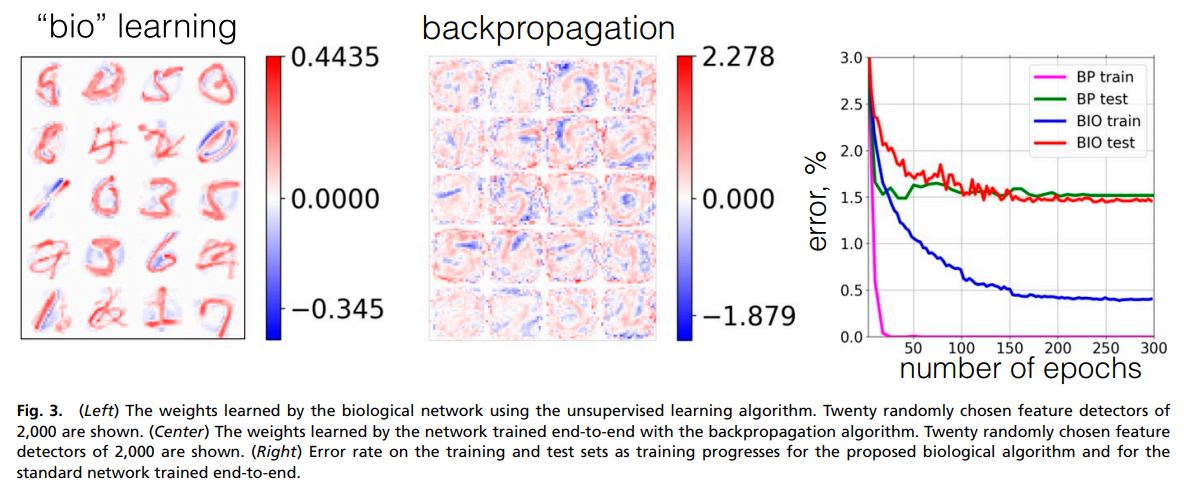 "bio" learning
backpropagation
0.4435
0.0000
−0.345
2.278
0.000
−1.879
error, %
3.0
2.5
2.0
1.5
1.0
0.5
0.0
50 100 150 200 250 300
number of epochs
BP train
BP test
BIO train
BIO test
Fig. 3. (Left) The weights learned by the biological network using the unsupervised learning algorithm. Twenty randomly chosen feature detectors of
2,000 are shown. (Center) The weights learned by the network trained end-to-end with the backpropagation algorithm. Twenty randomly chosen feature
detectors of 2,000 are shown. (Right) Error rate on the training and test sets as training progresses for the proposed biological algorithm and for the
standard network trained end-to-end.